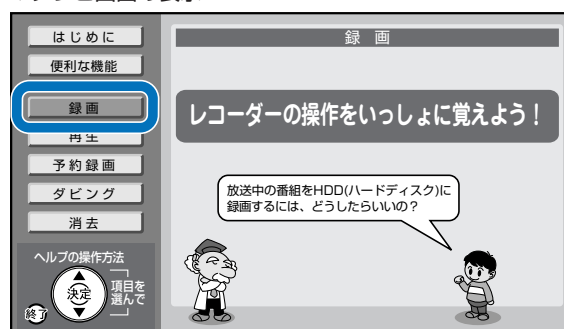 はじめに
便利な機能
録画
再生
予約録画
ダビング
消去
ヘルプの操作方法
決定
項目を
選んで
終了
録 画
レコーダーの操作をいっしょに覚えよう！
放送中の番組をHDD(ハードディスク)に
録画するには、どうしたらいいの？